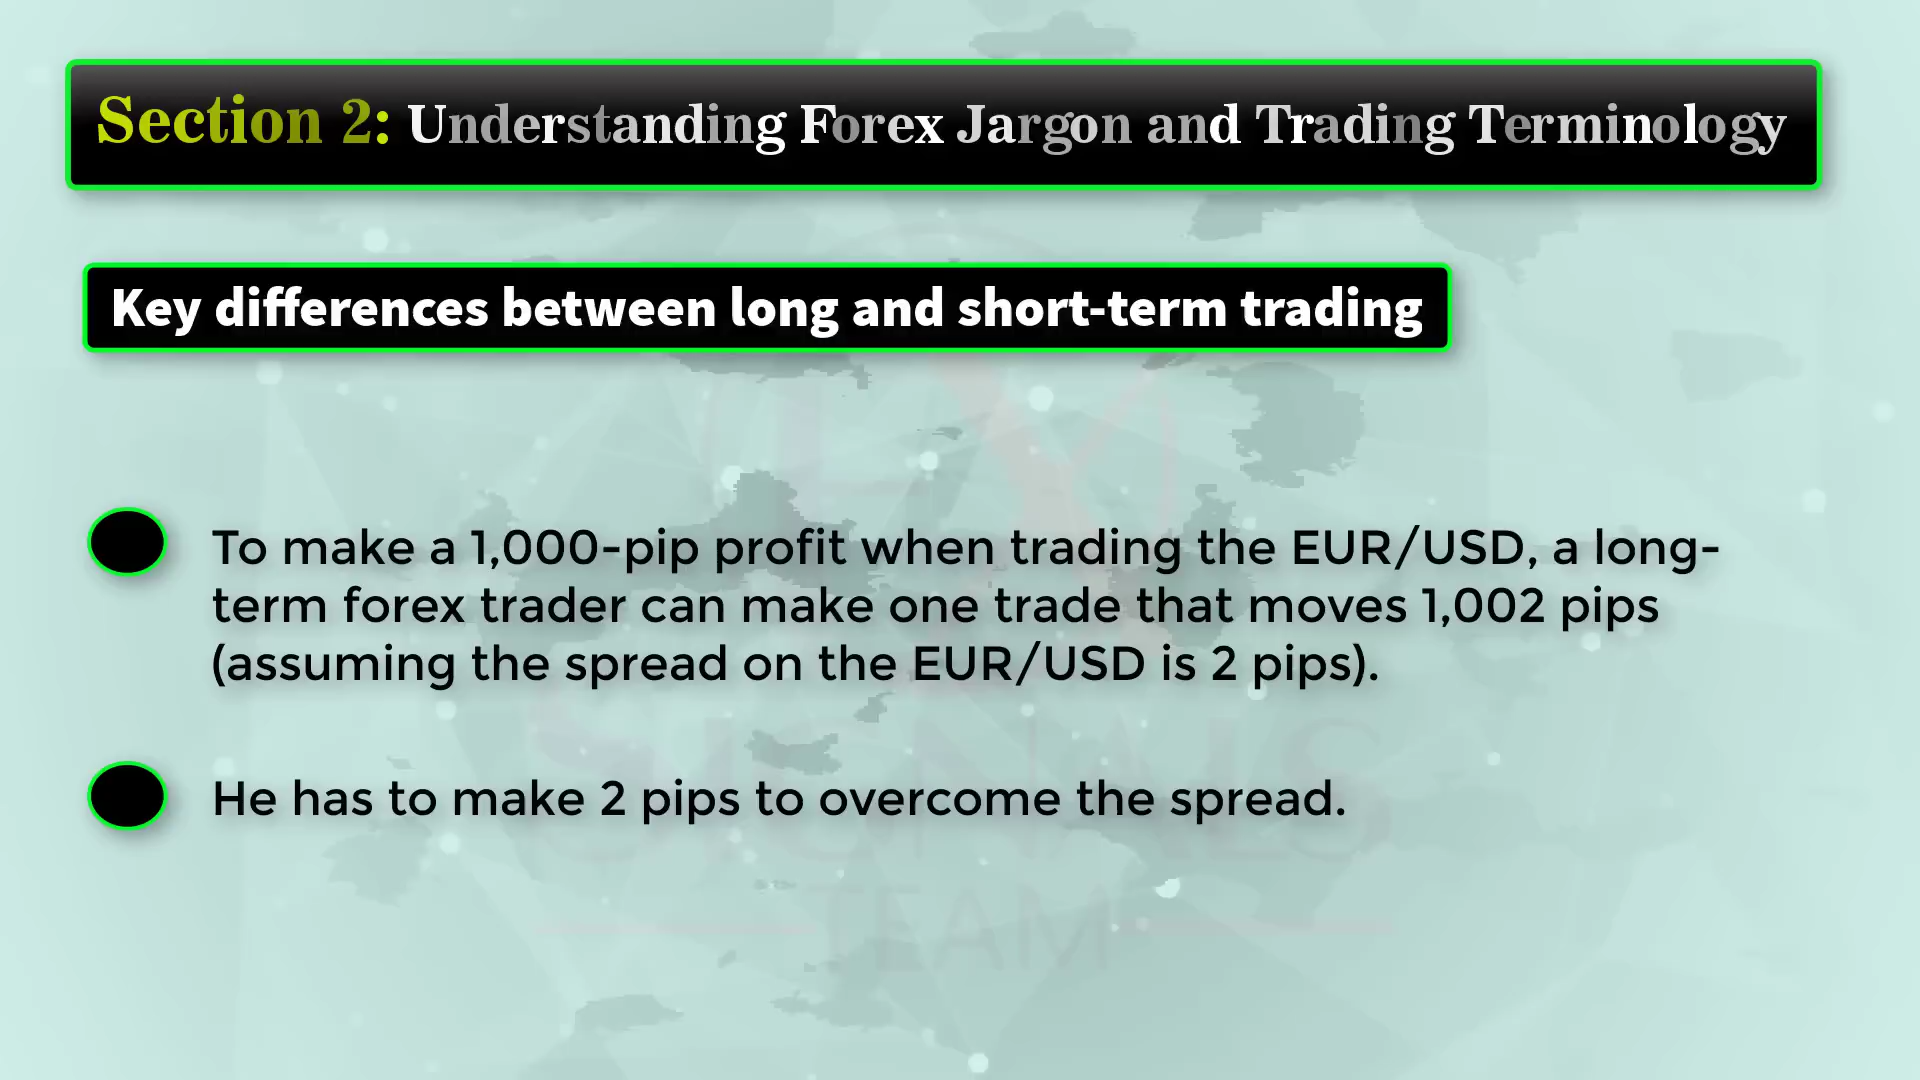 Section 2: Understanding Forex Jargon and Trading Terminology
Key differences between long and short-term trading
To make a 1,000-pip profit when trading the EUR/USD, a long-
term forex trader can make one trade that moves 1,002 pips
(assuming the spread on the EUR/USD is 2 pips).
He has to make 2 pips to overcome the spread.
SIGNALS
TEAM